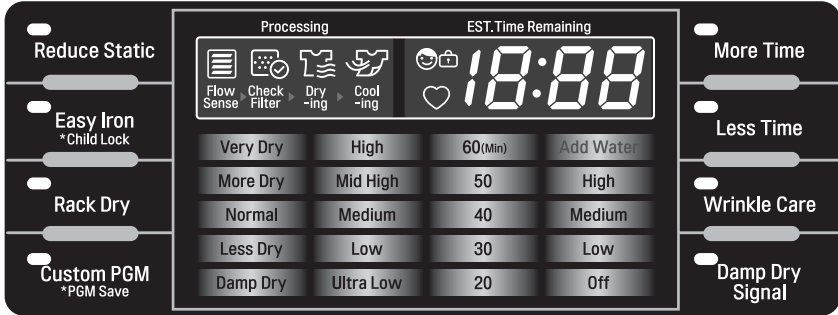 Reduce Static
Easy Iron
*Child Lock
Rack Dry
Custom PGM
*PGM Save
Processing
EST.Time Remaining
Flow Sense
Check Filter
Dry -ing
Cool -ing
18:88
Very Dry High 60(Min) Add Water
More Dry Mid High 50 High
Normal Medium 40 Medium
Less Dry Low 30 Low
Damp Dry Ultra Low 20 Off
More Time
Less Time
Wrinkle Care
Damp Dry
Signal